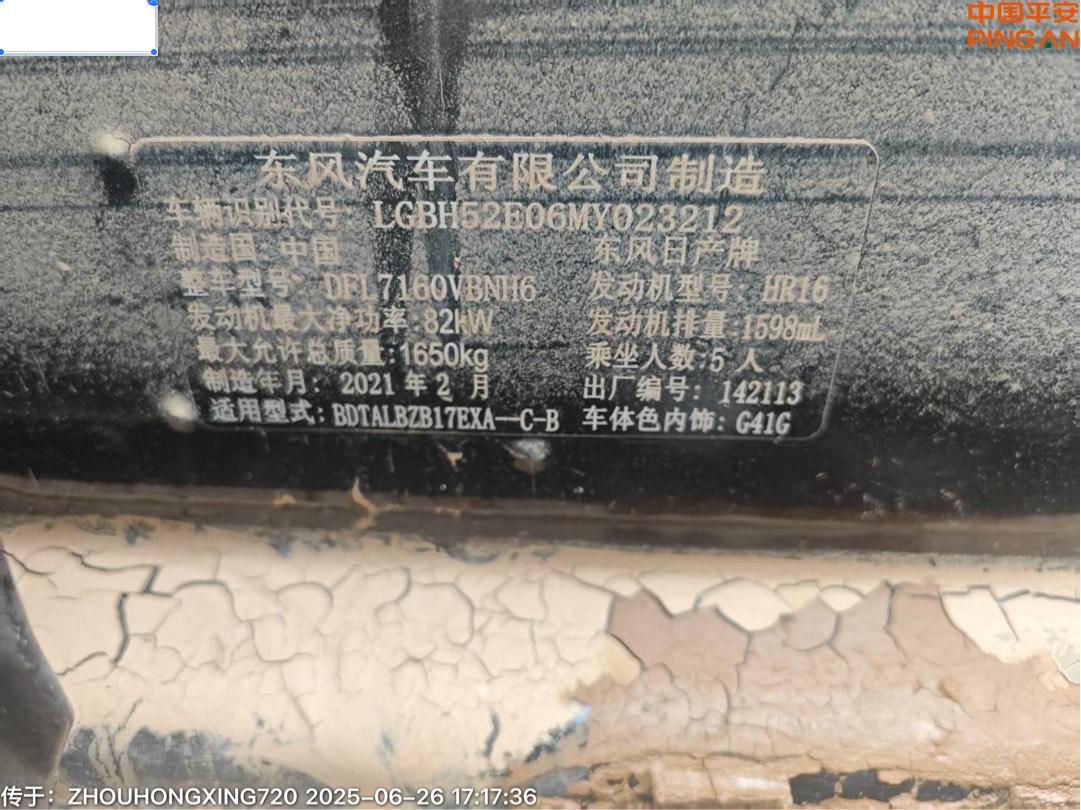 中国平安
PING AN
东风汽车有限公司制造
车辆识别代号: LGBH52E06MY023212
制造国 中国 东风日产牌
整车型号 DFL7160VBNH6 发动机型号: HR16
发动机最大净功率:82kW 发动机排量:1598mL
最大允许总质量:1650kg 乘坐人数:5 人
制造年月: 2021 年 2 月 出厂编号: 142113
适用型式: BDTALBZB17EXA--C-B 车体色内饰: G41G
传于: ZHOUHONGXING720 2025-06-26 17:17:36